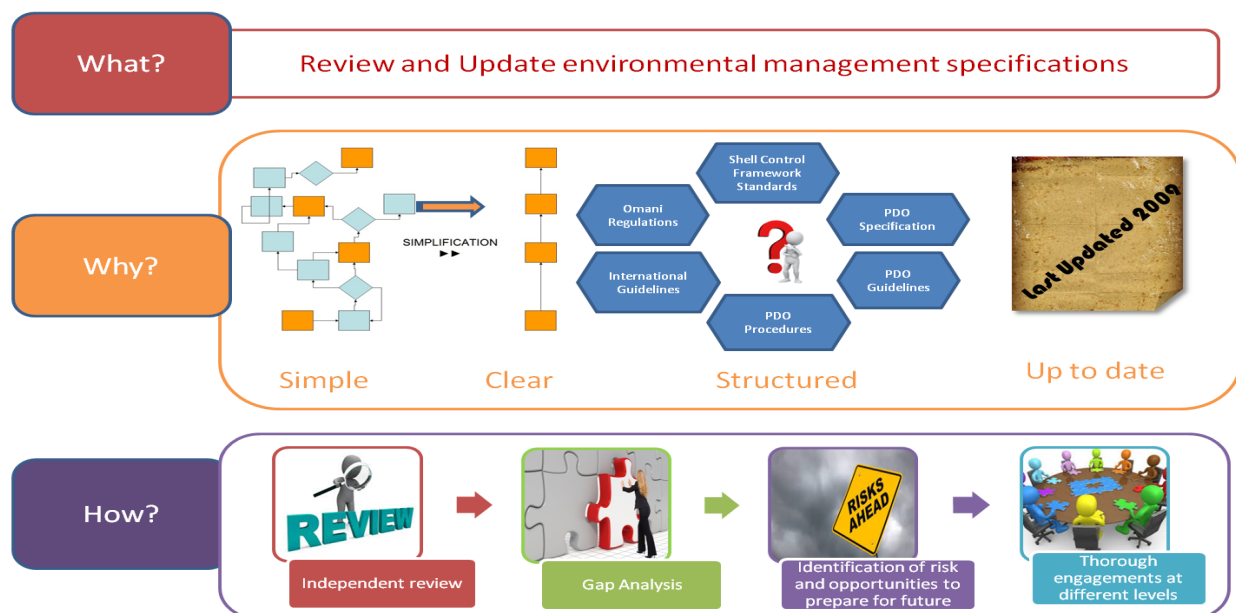 What?
Review and Update environmental management specifications
Why?
SIMPLIFICATION
Shell Control
Framework
Standards
Omani
Regulations
PDO
Specification
International
Guidelines
PDO
Guidelines
PDO
Procedures
Last Updated 2009
Simple
Clear
Structured
Up to date
How?
REVIEW
RISKS
AHEAD
Independent review
Gap Analysis
Identification of risk
and opportunities to
prepare for future
Thorough
engagements at
different levels